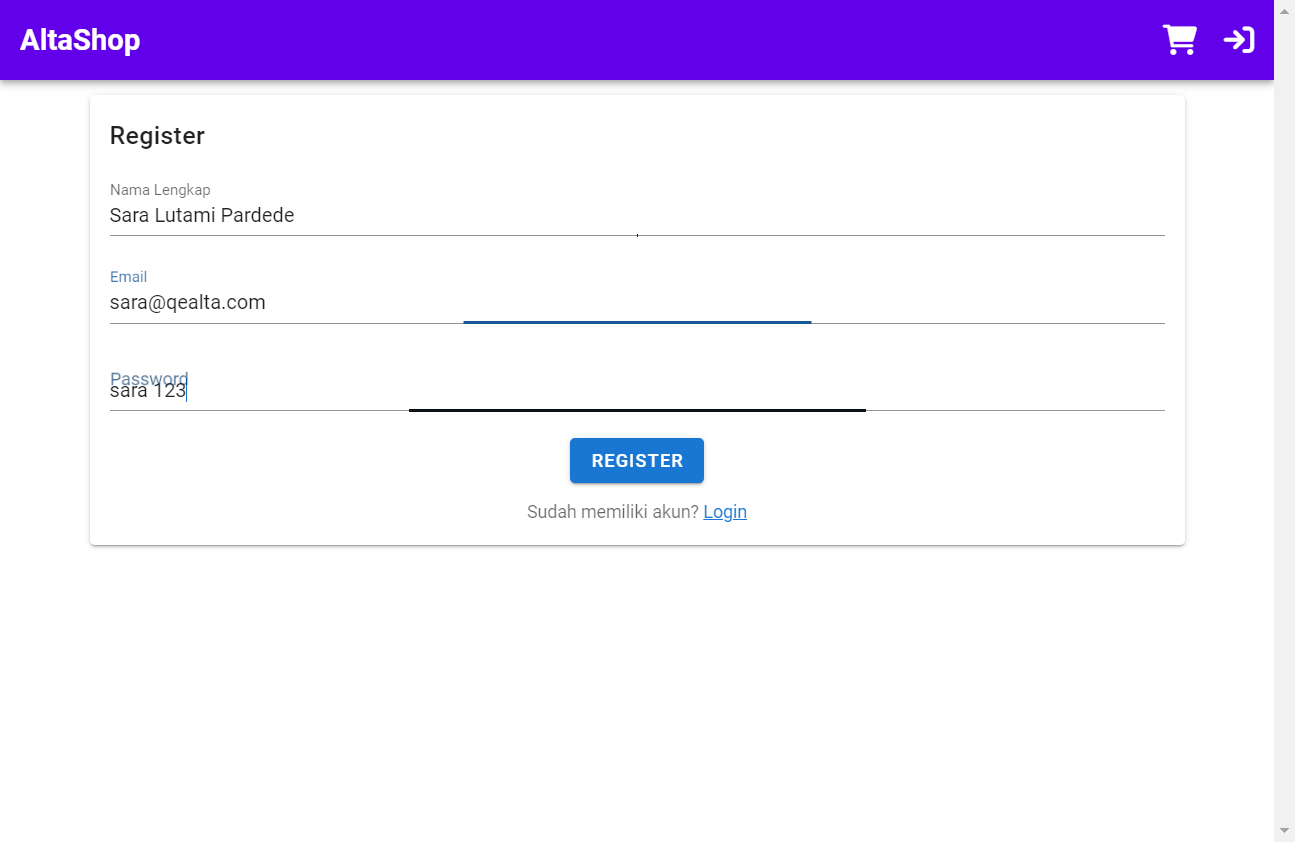 AltaShop
Register
Nama Lengkap
Sara Lutami Pardede
Email
sara@qealta.com
Password
sara 123
REGISTER
Sudah memiliki akun? Login